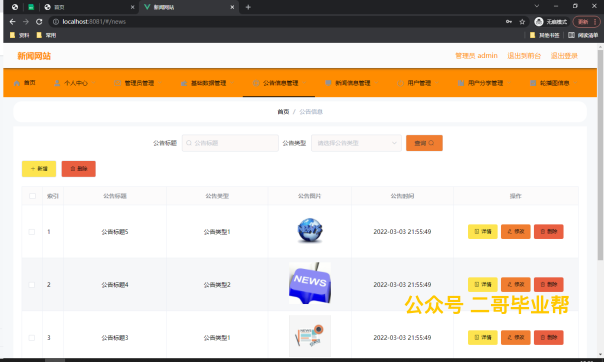 首页
新闻网站
localhost:8081/#/news
无痕模式
更新
资料
常用
其他书签
阅读清单
新闻网站
管理员 admin 退出到前台 退出登录
首页 个人中心 管理员管理 基础数据管理 公告信息管理 新闻信息管理 用户管理 用户分享管理 轮播图信息
首页 / 公告信息
公告标题 公告标题 公告类型 请选择公告类型 查询
+ 新增 删除
索引 公告标题 公告类型 公告图片 公告时间 操作
1 公告标题5 公告类型1 2022-03-03 21:55:49 详情 修改 删除
NEWS
2 公告标题4 公告类型2 2022-03-03 21:55:49 详情 修改 删除
公众号 二哥毕业帮
3 公告标题3 公告类型1 2022-03-03 21:55:49 详情 修改 删除